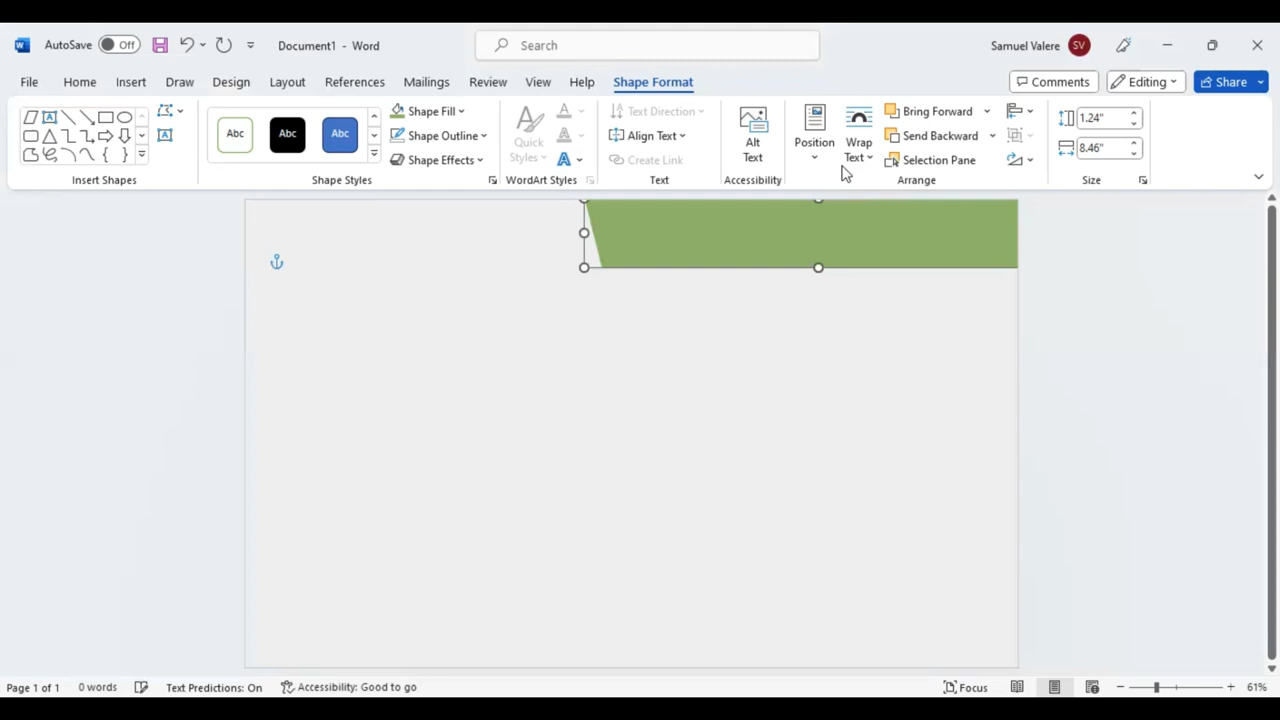 AutoSave Off Document1 - Word Search Samuel Valere SV
File Home Insert Draw Design Layout References Mailings Review View Help Shape Format Comments Editing Share
Abc Abc Abc
Shape Fill
Shape Outline
Shape Effects
Quick
Styles
Text Direction
Align Text
Create Link
Alt
Text
Position
Wrap
Text
Bring Forward
Send Backward
Selection Pane
1.24"
8.46"
Insert Shapes Shape Styles WordArt Styles Text Accessibility Arrange Size
Page 1 of 1 0 words Text Predictions: On Accessibility: Good to go Focus 61%